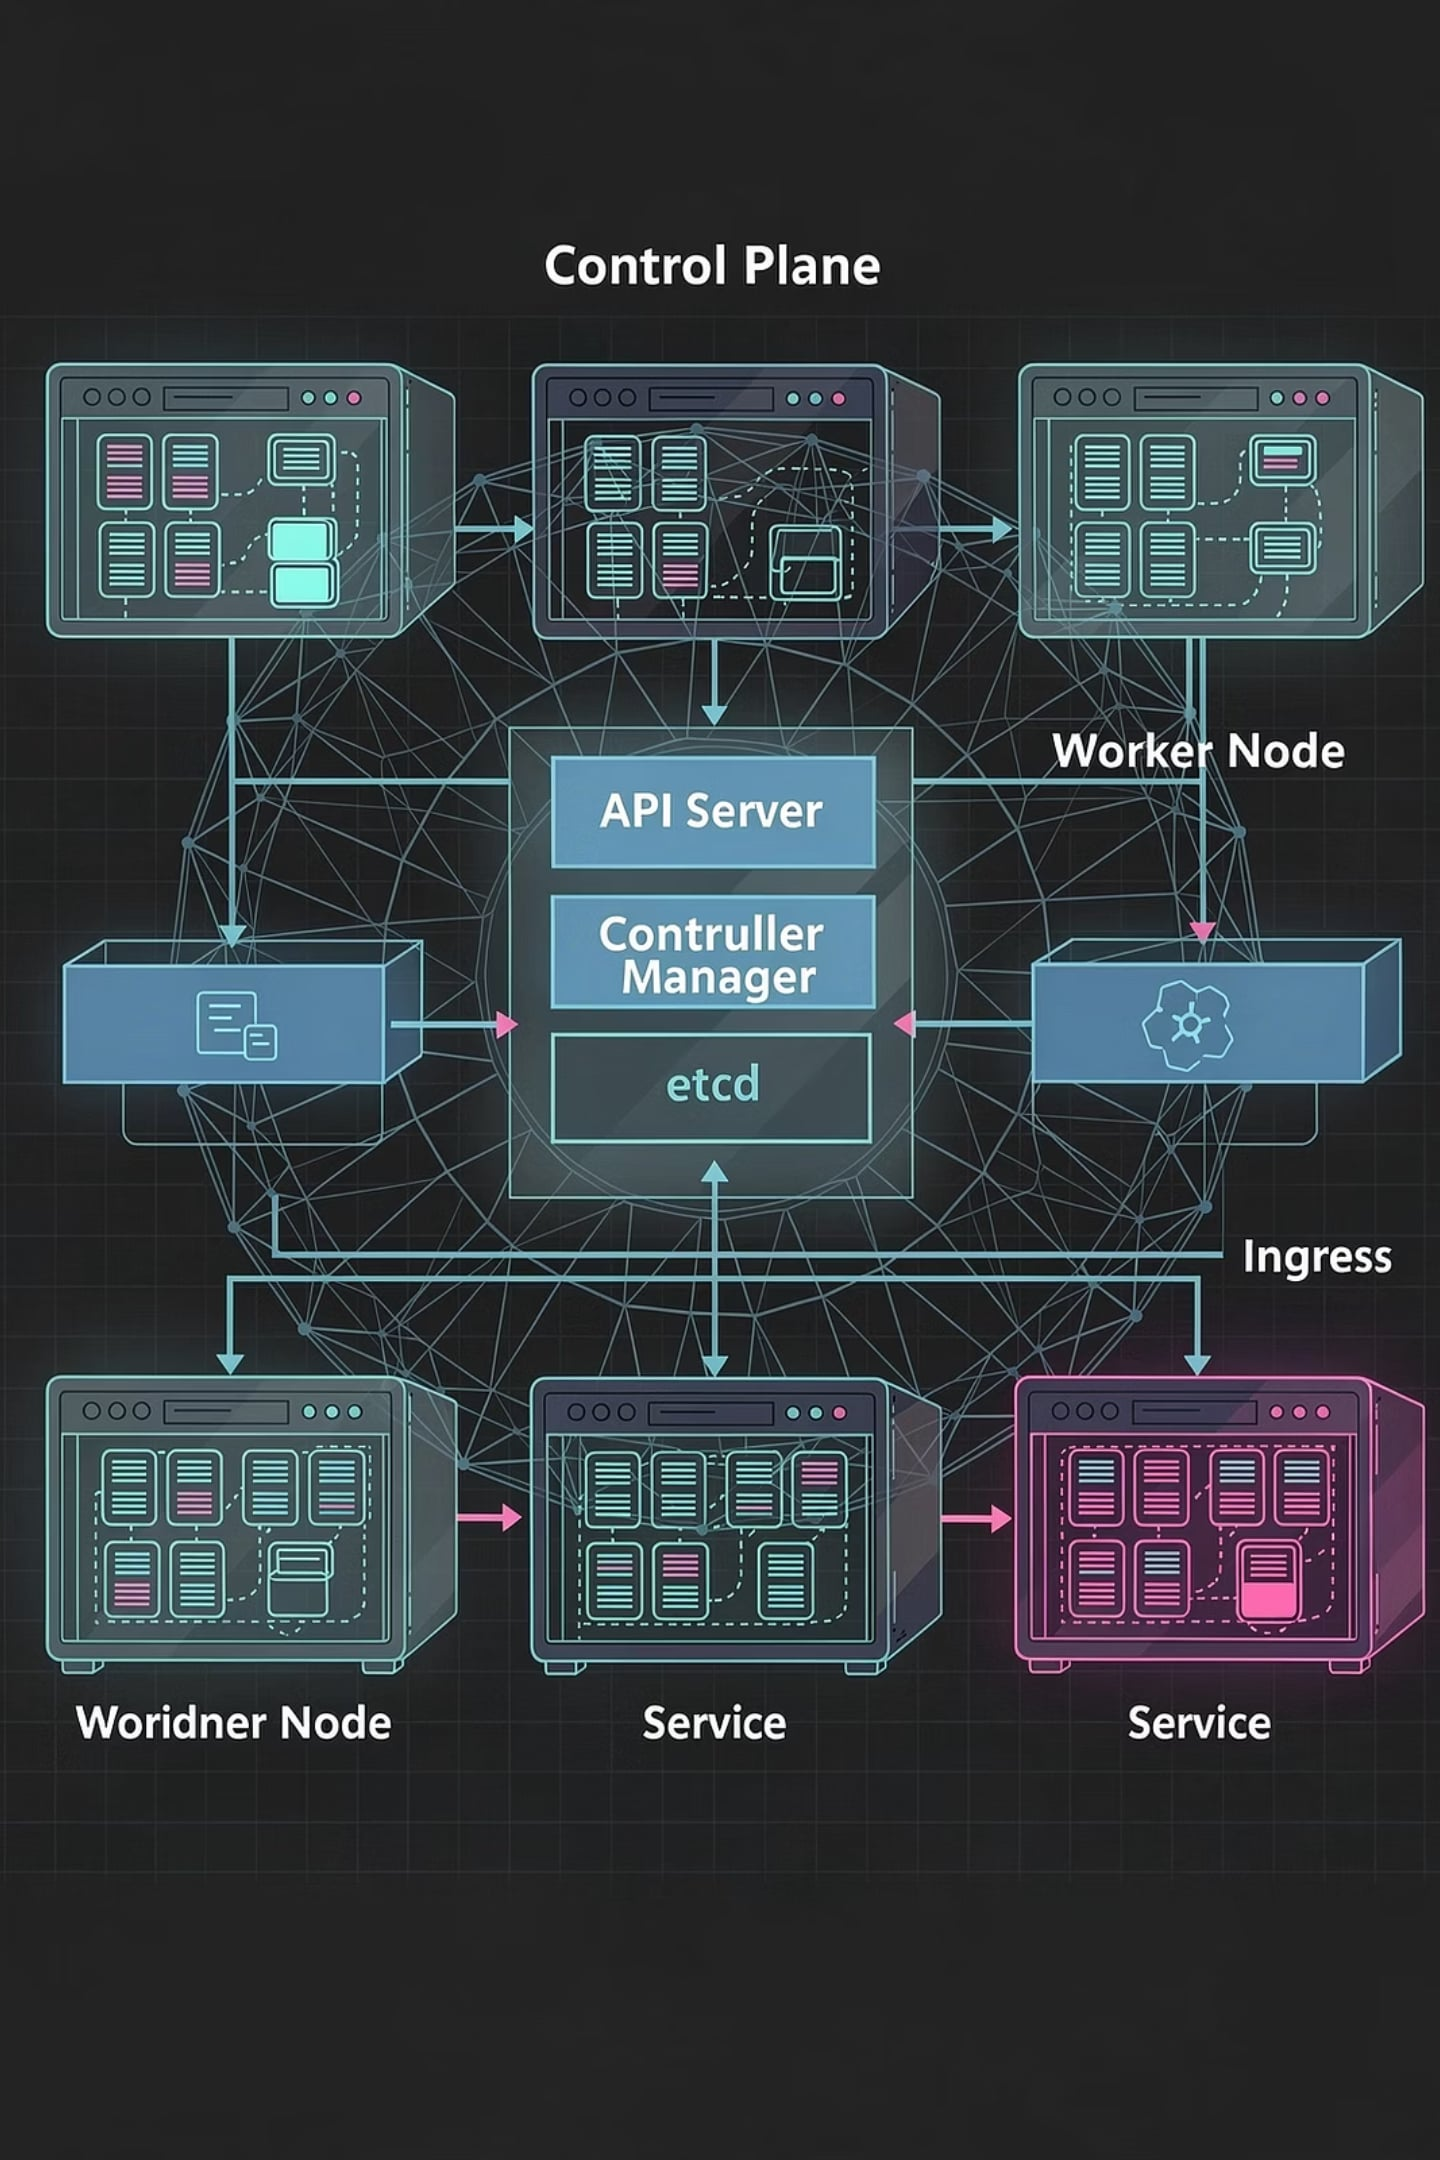 Control Plane
Worker Node
API Server
Contruller
Manager
etcd
Ingress
Woridner Node
Service
Service